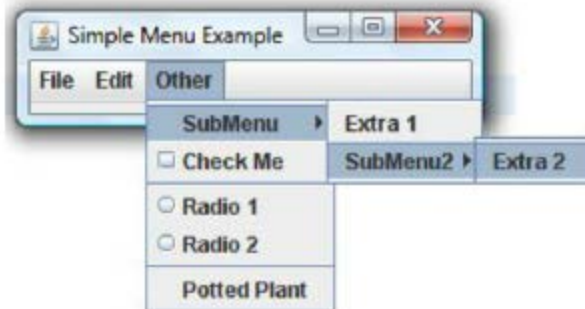 Simple Menu Example
File Edit Other
SubMenu Extra 1
Check Me SubMenu2 Extra 2
Radio 1
Radio 2
Potted Plant